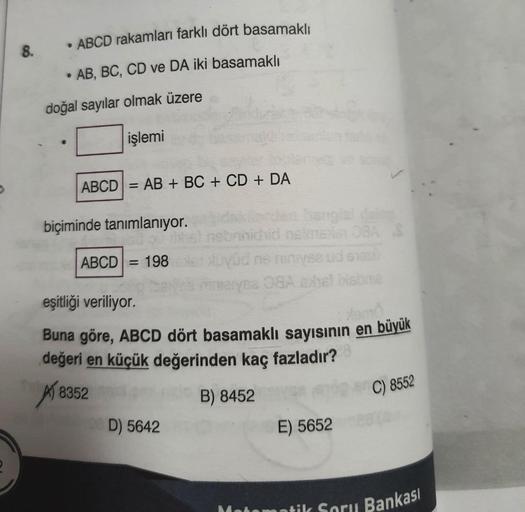 8.
• ABCD rakamları farklı dört basamaklı
• AB, BC, CD ve DA iki basamaklı
doğal sayılar olmak üzere
• işlemi
ABCD = AB + BC + CD + DA
biçiminde tanımlanıyor.
ABCD = 198
eşitliği veriliyor.
Buna göre, ABCD dört basamaklı sayısının en büyük
değeri en küçük değerinden kaç fazladır?
A) 8352 B) 8452 C) 8552
D) 5642 E) 5652
2
Matematik Soru Bankası